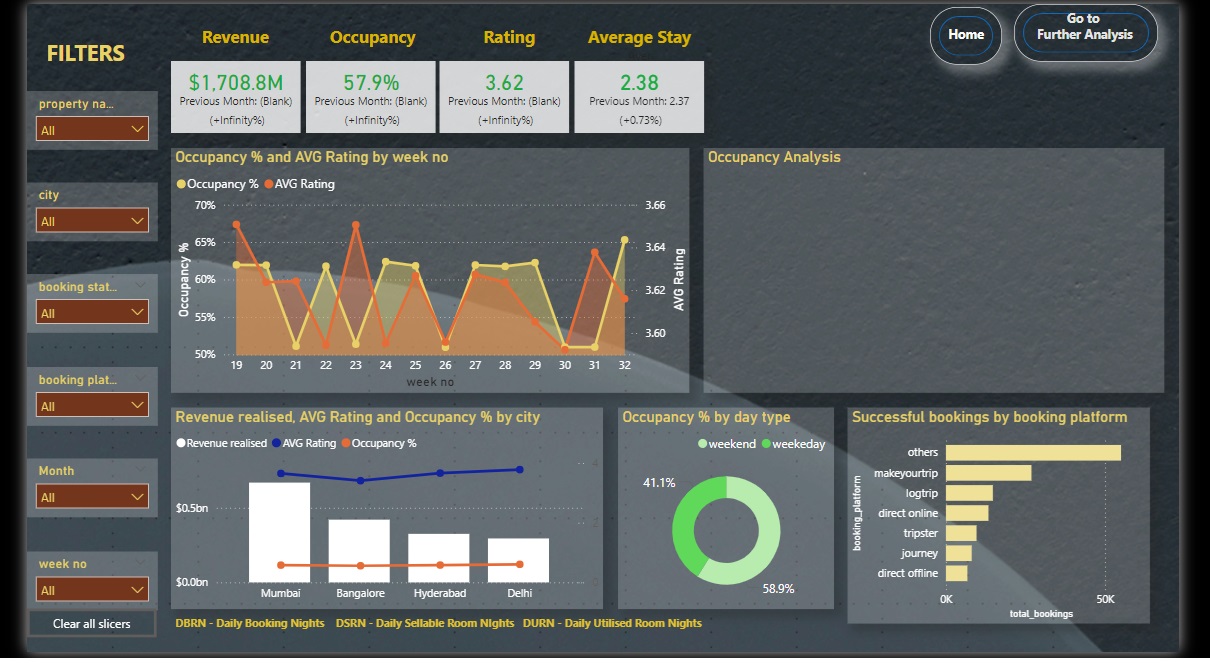 FILTERS
Revenue
Occupancy
Rating
Average Stay
Home
Go to
Further Analysis
$1,708.8M
Previous Month: (Blank)
(+Infinity%)
57.9%
Previous Month: (Blank)
(+Infinity%)
3.62
Previous Month: (Blank)
(+Infinity%)
2.38
Previous Month: 2.37
(+0.73%)
property na...
All
city
All
booking stat...
All
booking plat...
All
Month
All
week no
All
Clear all slicers
Occupancy % and AVG Rating by week no
Occupancy % AVG Rating
70%
65%
60%
55%
50%
Occupancy %
3.66
3.64
3.62
3.60
AVG Rating
19 20 21 22 23 24 25 26 27 28 29 30 31 32
week no
Occupancy Analysis
Revenue realised, AVG Rating and Occupancy % by city
Revenue realised AVG Rating Occupancy %
$0.5bn
$0.0bn
4
2
0
Mumbai Bangalore Hyderabad Delhi
Occupancy % by day type
weekend weekeday
41.1%
58.9%
Successful bookings by booking platform
booking_platform
others
makeyourtrip
logtrip
direct online
tripster
journey
direct offline
0K 50K
total_bookings
DBRN - Daily Booking Nights DSRN - Daily Sellable Room NIghts DURN - Daily Utilised Room Nights